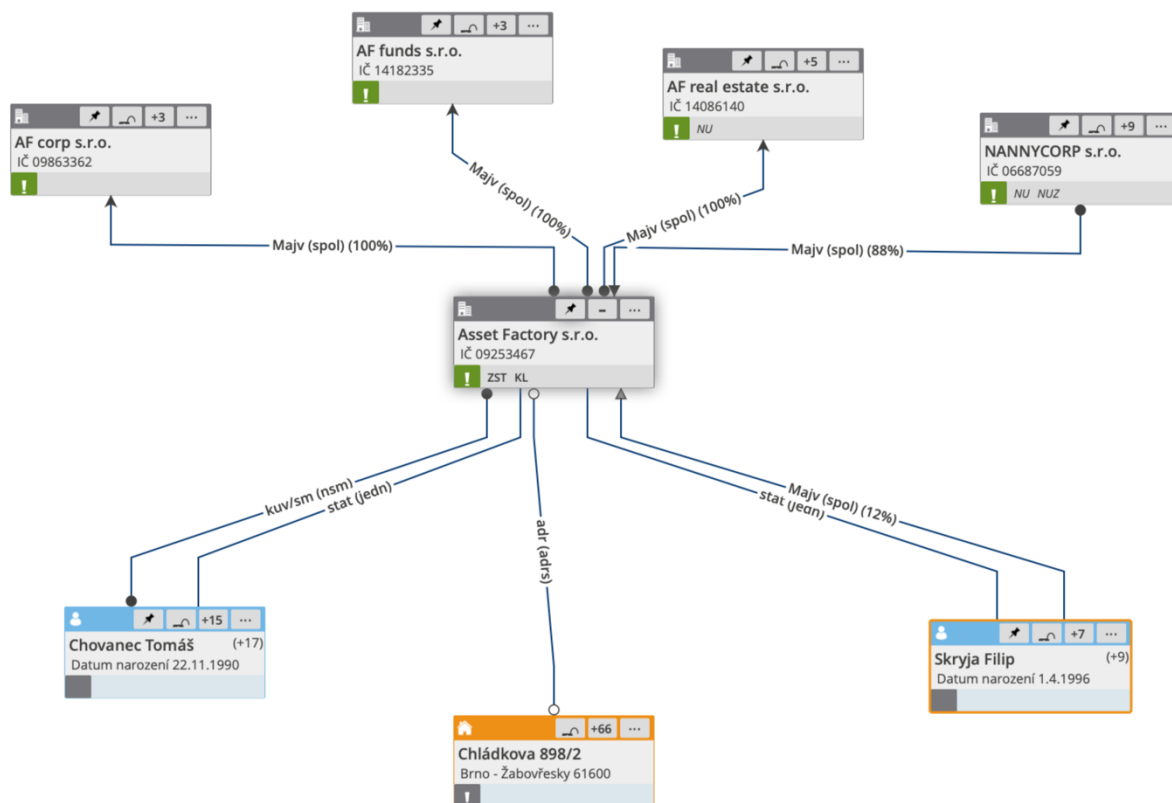 +3 ...
AF funds s.r.o.
IČ 14182335
+5 ...
AF real estate s.r.o.
IČ 14086140
NU
+3 ...
AF corp s.r.o.
IČ 09863362
+9 ...
NANNYCORP s.r.o.
IČ 06687059
NU NUZ
Majv (spol) (100%)
Majv (spol) (100%)
Majv (spol) (100%)
Majv (spol) (88%)
– ...
Asset Factory s.r.o.
IČ 09253467
ZST KL
kuv/sm (nsm)
stat (jedn)
adr (adrs)
Majv (spol) (12%)
stat (jedn)
+15 ...
Chovanec Tomáš (+17)
Datum narození 22.11.1990
+7 ...
Skryja Filip (+9)
Datum narození 1.4.1996
+66 ...
Chládkova 898/2
Brno - Žabovřesky 61600